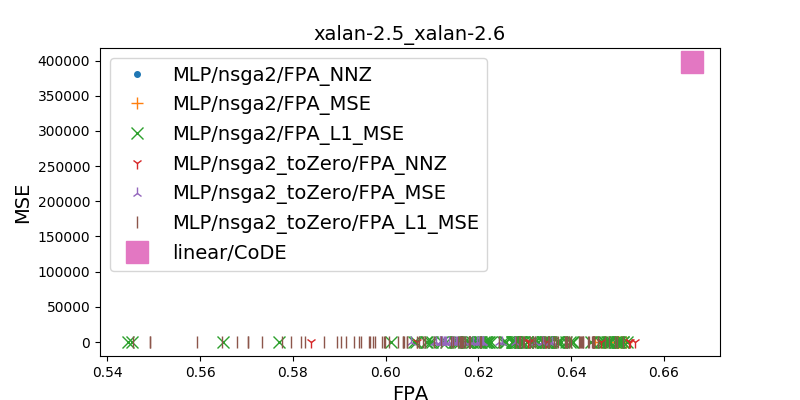 xalan-2.5_xalan-2.6
400000
350000
300000
250000
200000
150000
100000
50000
0
MSE
MLP/nsga2/FPA_NNZ
MLP/nsga2/FPA_MSE
MLP/nsga2/FPA_L1_MSE
MLP/nsga2_toZero/FPA_NNZ
MLP/nsga2_toZero/FPA_MSE
MLP/nsga2_toZero/FPA_L1_MSE
linear/CoDE
0.54 0.56 0.58 0.60 0.62 0.64 0.66
FPA